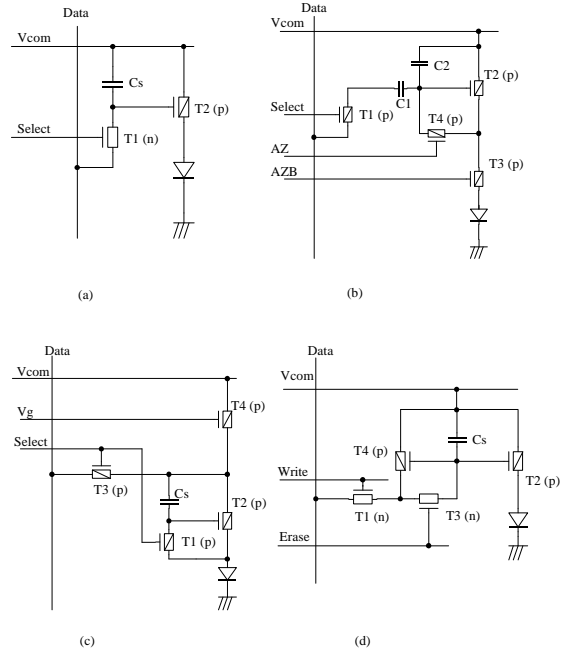 Data
Vcom
Cs
T2 (p)
Select
T1 (n)
(a)
Data
Vcom
C2
T2 (p)
C1
Select
T1 (p)
T4 (p)
AZ
T3 (p)
AZB
(b)
Data
Vcom
T4 (p)
Vg
Select
T3 (p)
Cs
T2 (p)
T1 (p)
(c)
Data
Vcom
T4 (p)
Cs
T2 (p)
Write
T1 (n)
T3 (n)
Erase
(d)